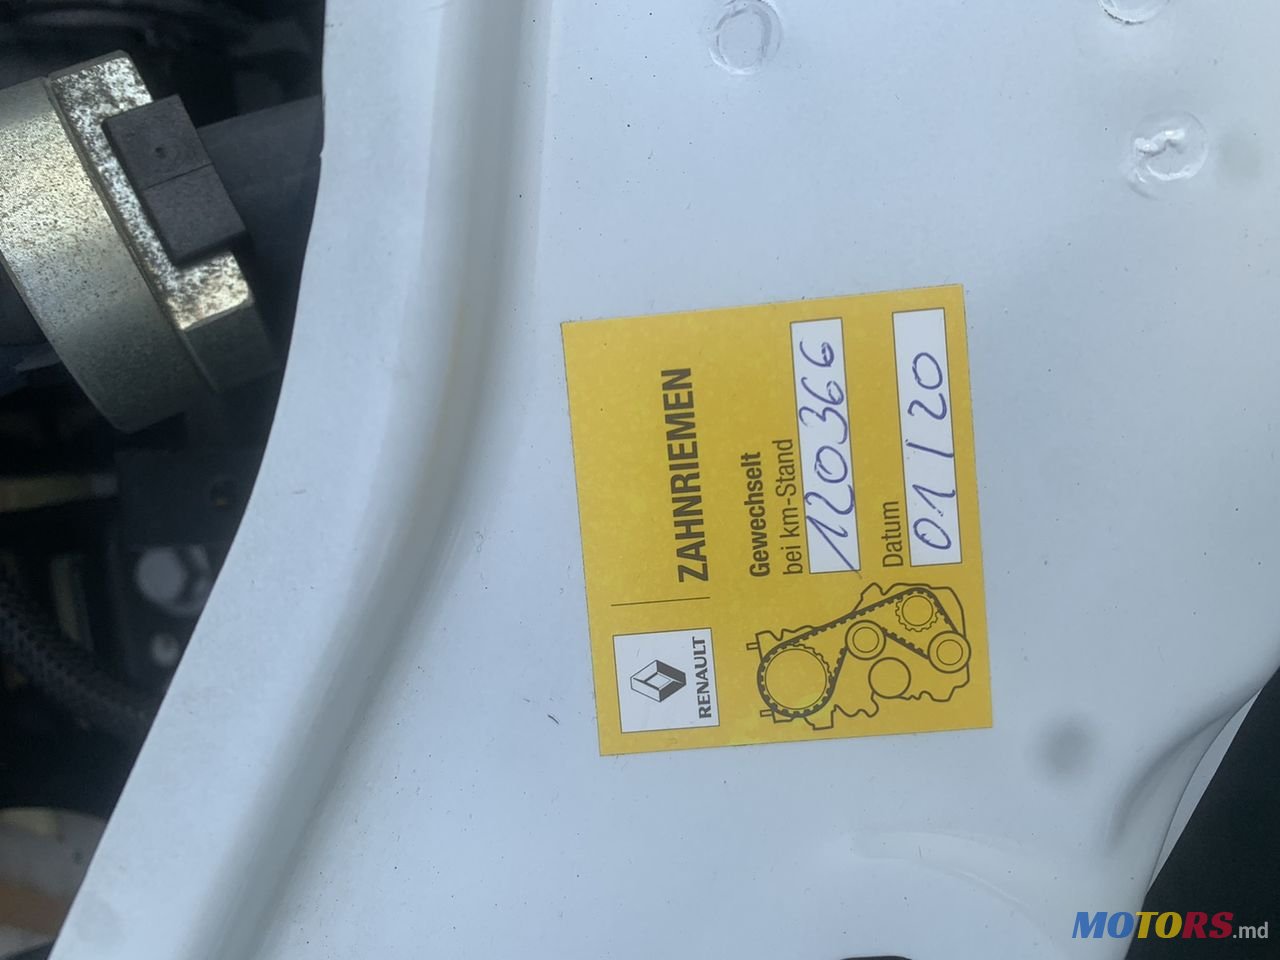 RENAULT
ZAHNRIEMEN
Gewechselt
bei km-Stand 120366
Datum 01/20
MOTORS.md